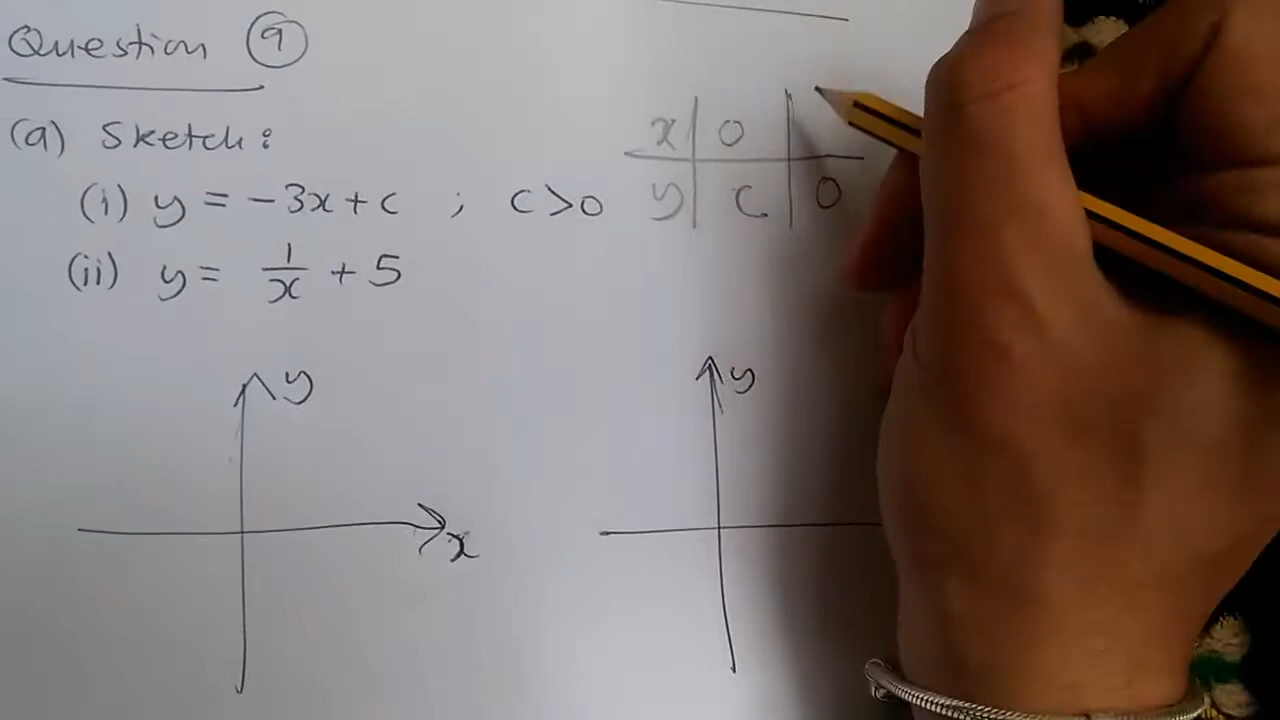 Question 9
(a) Sketch:
(i) y = -3x + c ; c > 0
(ii) y = 1/x + 5
x | 0 |
y | c | 0
y
x
y